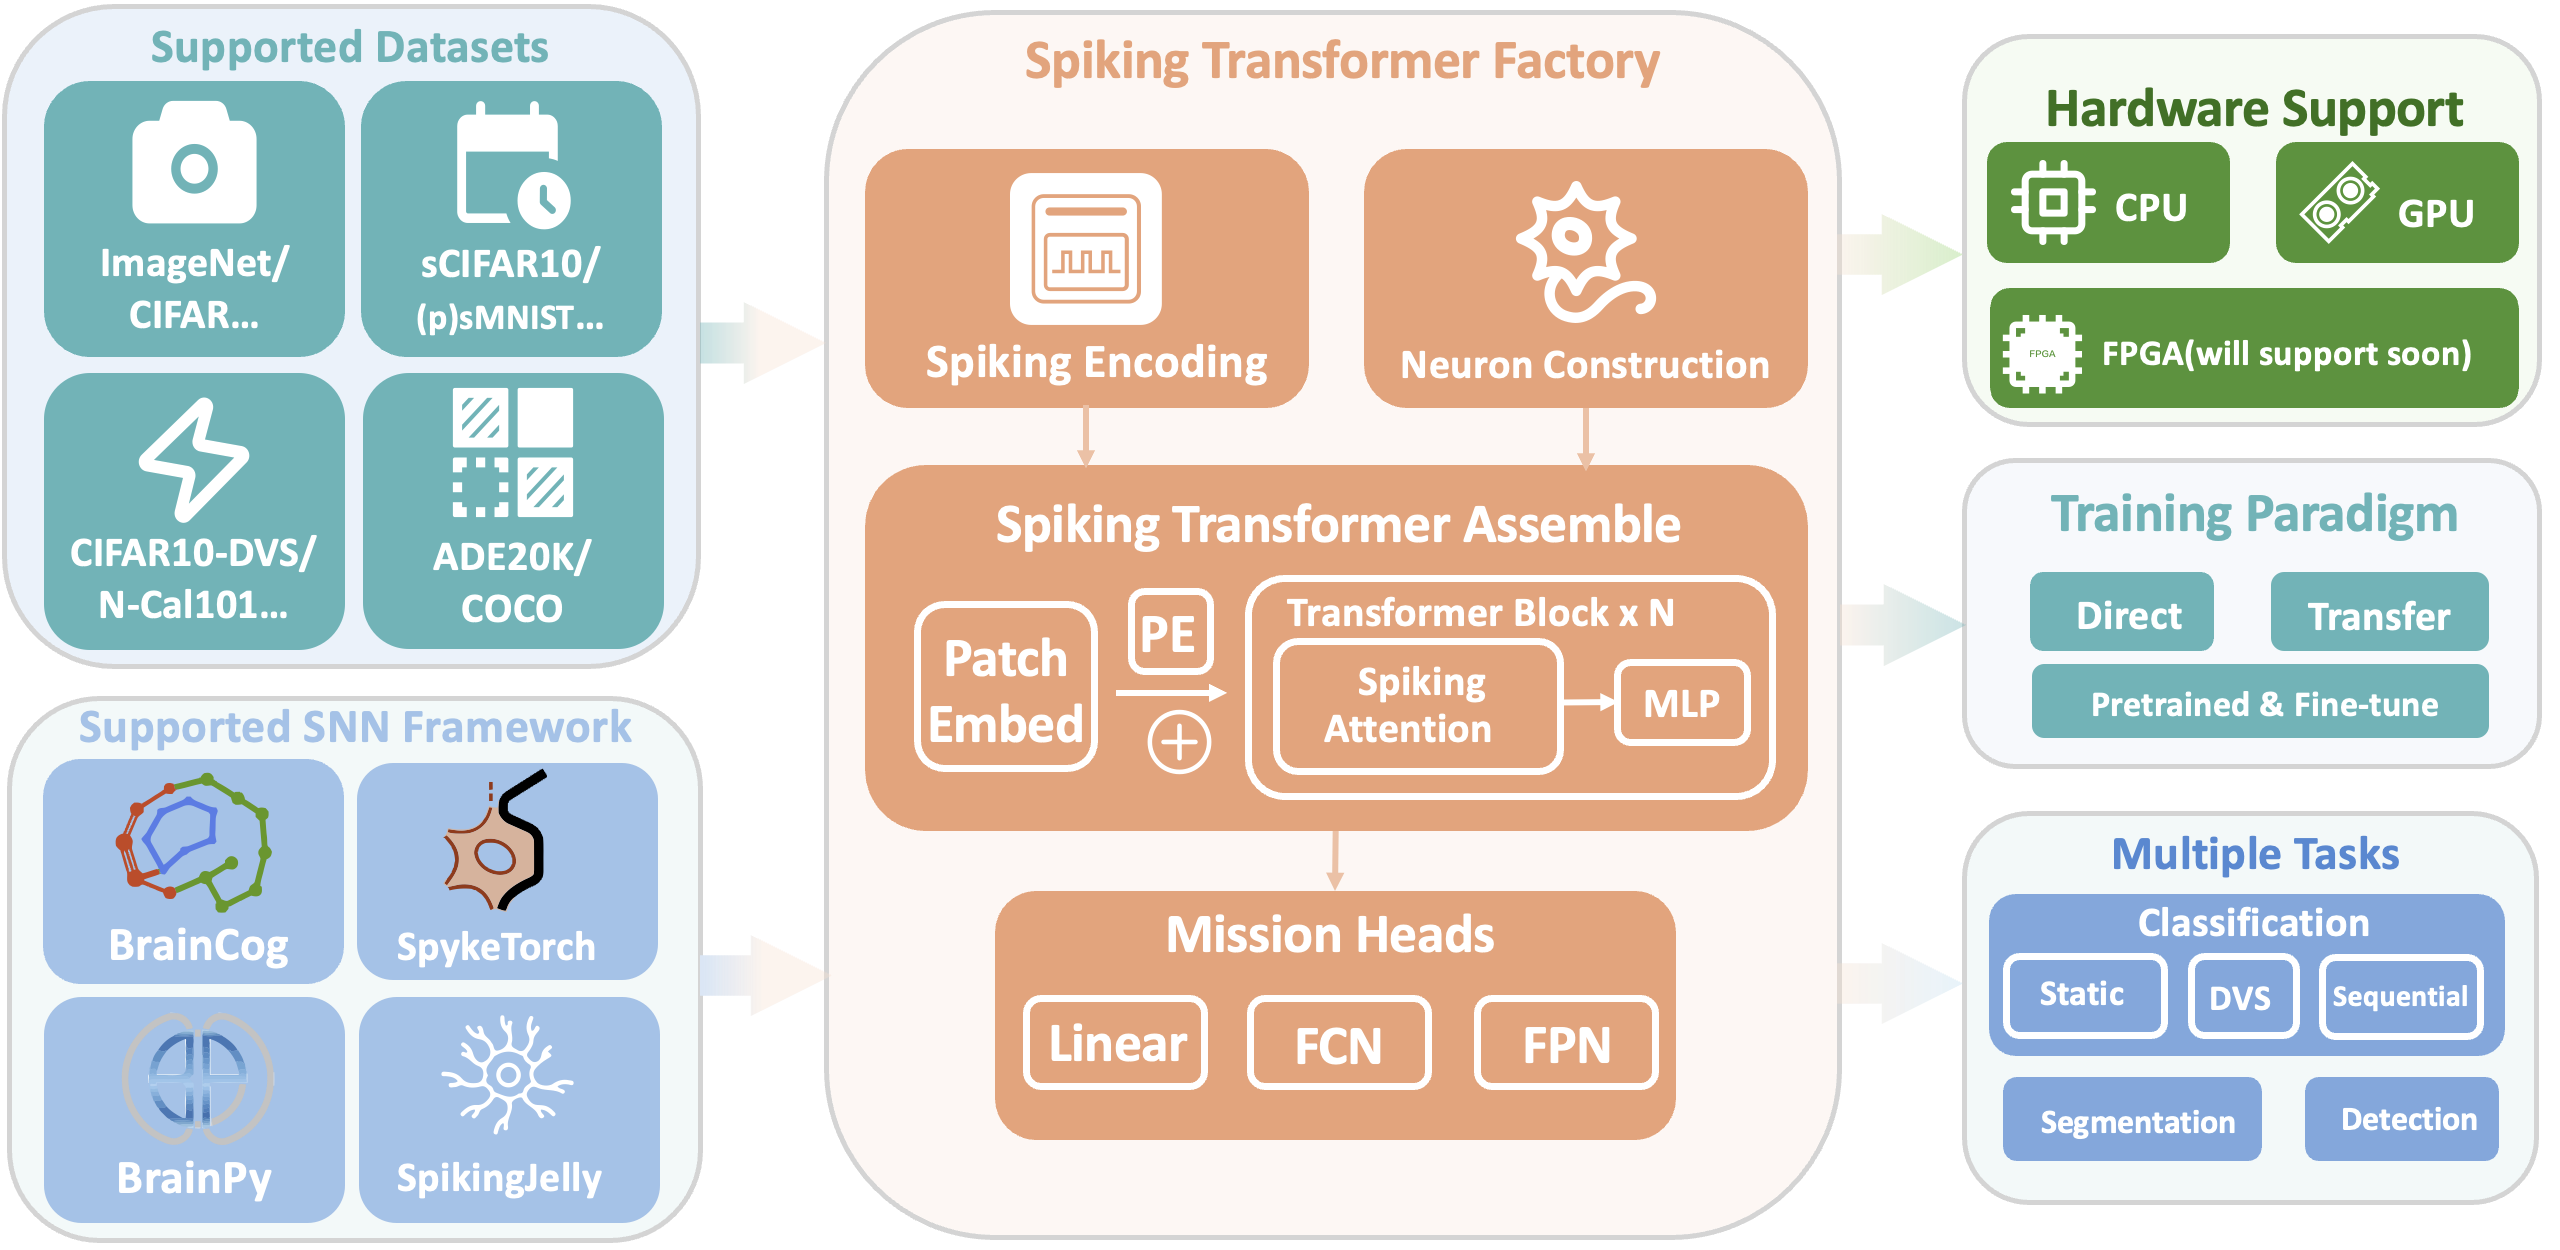 Supported Datasets
ImageNet/
CIFAR...
sCIFAR10/
(p)sMNIST...
CIFAR10-DVS/
N-Cal101...
ADE20K/
COCO
Supported SNN Framework
BrainCog
SpykeTorch
BrainPy
SpikingJelly
Spiking Transformer Factory
Spiking Encoding
Neuron Construction
Spiking Transformer Assemble
Patch
Embed
PE
Transformer Block x N
Spiking
Attention
MLP
Mission Heads
Linear
FCN
FPN
Hardware Support
CPU
GPU
FPGA
FPGA(will support soon)
Training Paradigm
Direct
Transfer
Pretrained & Fine-tune
Multiple Tasks
Classification
Static
DVS
Sequential
Segmentation
Detection